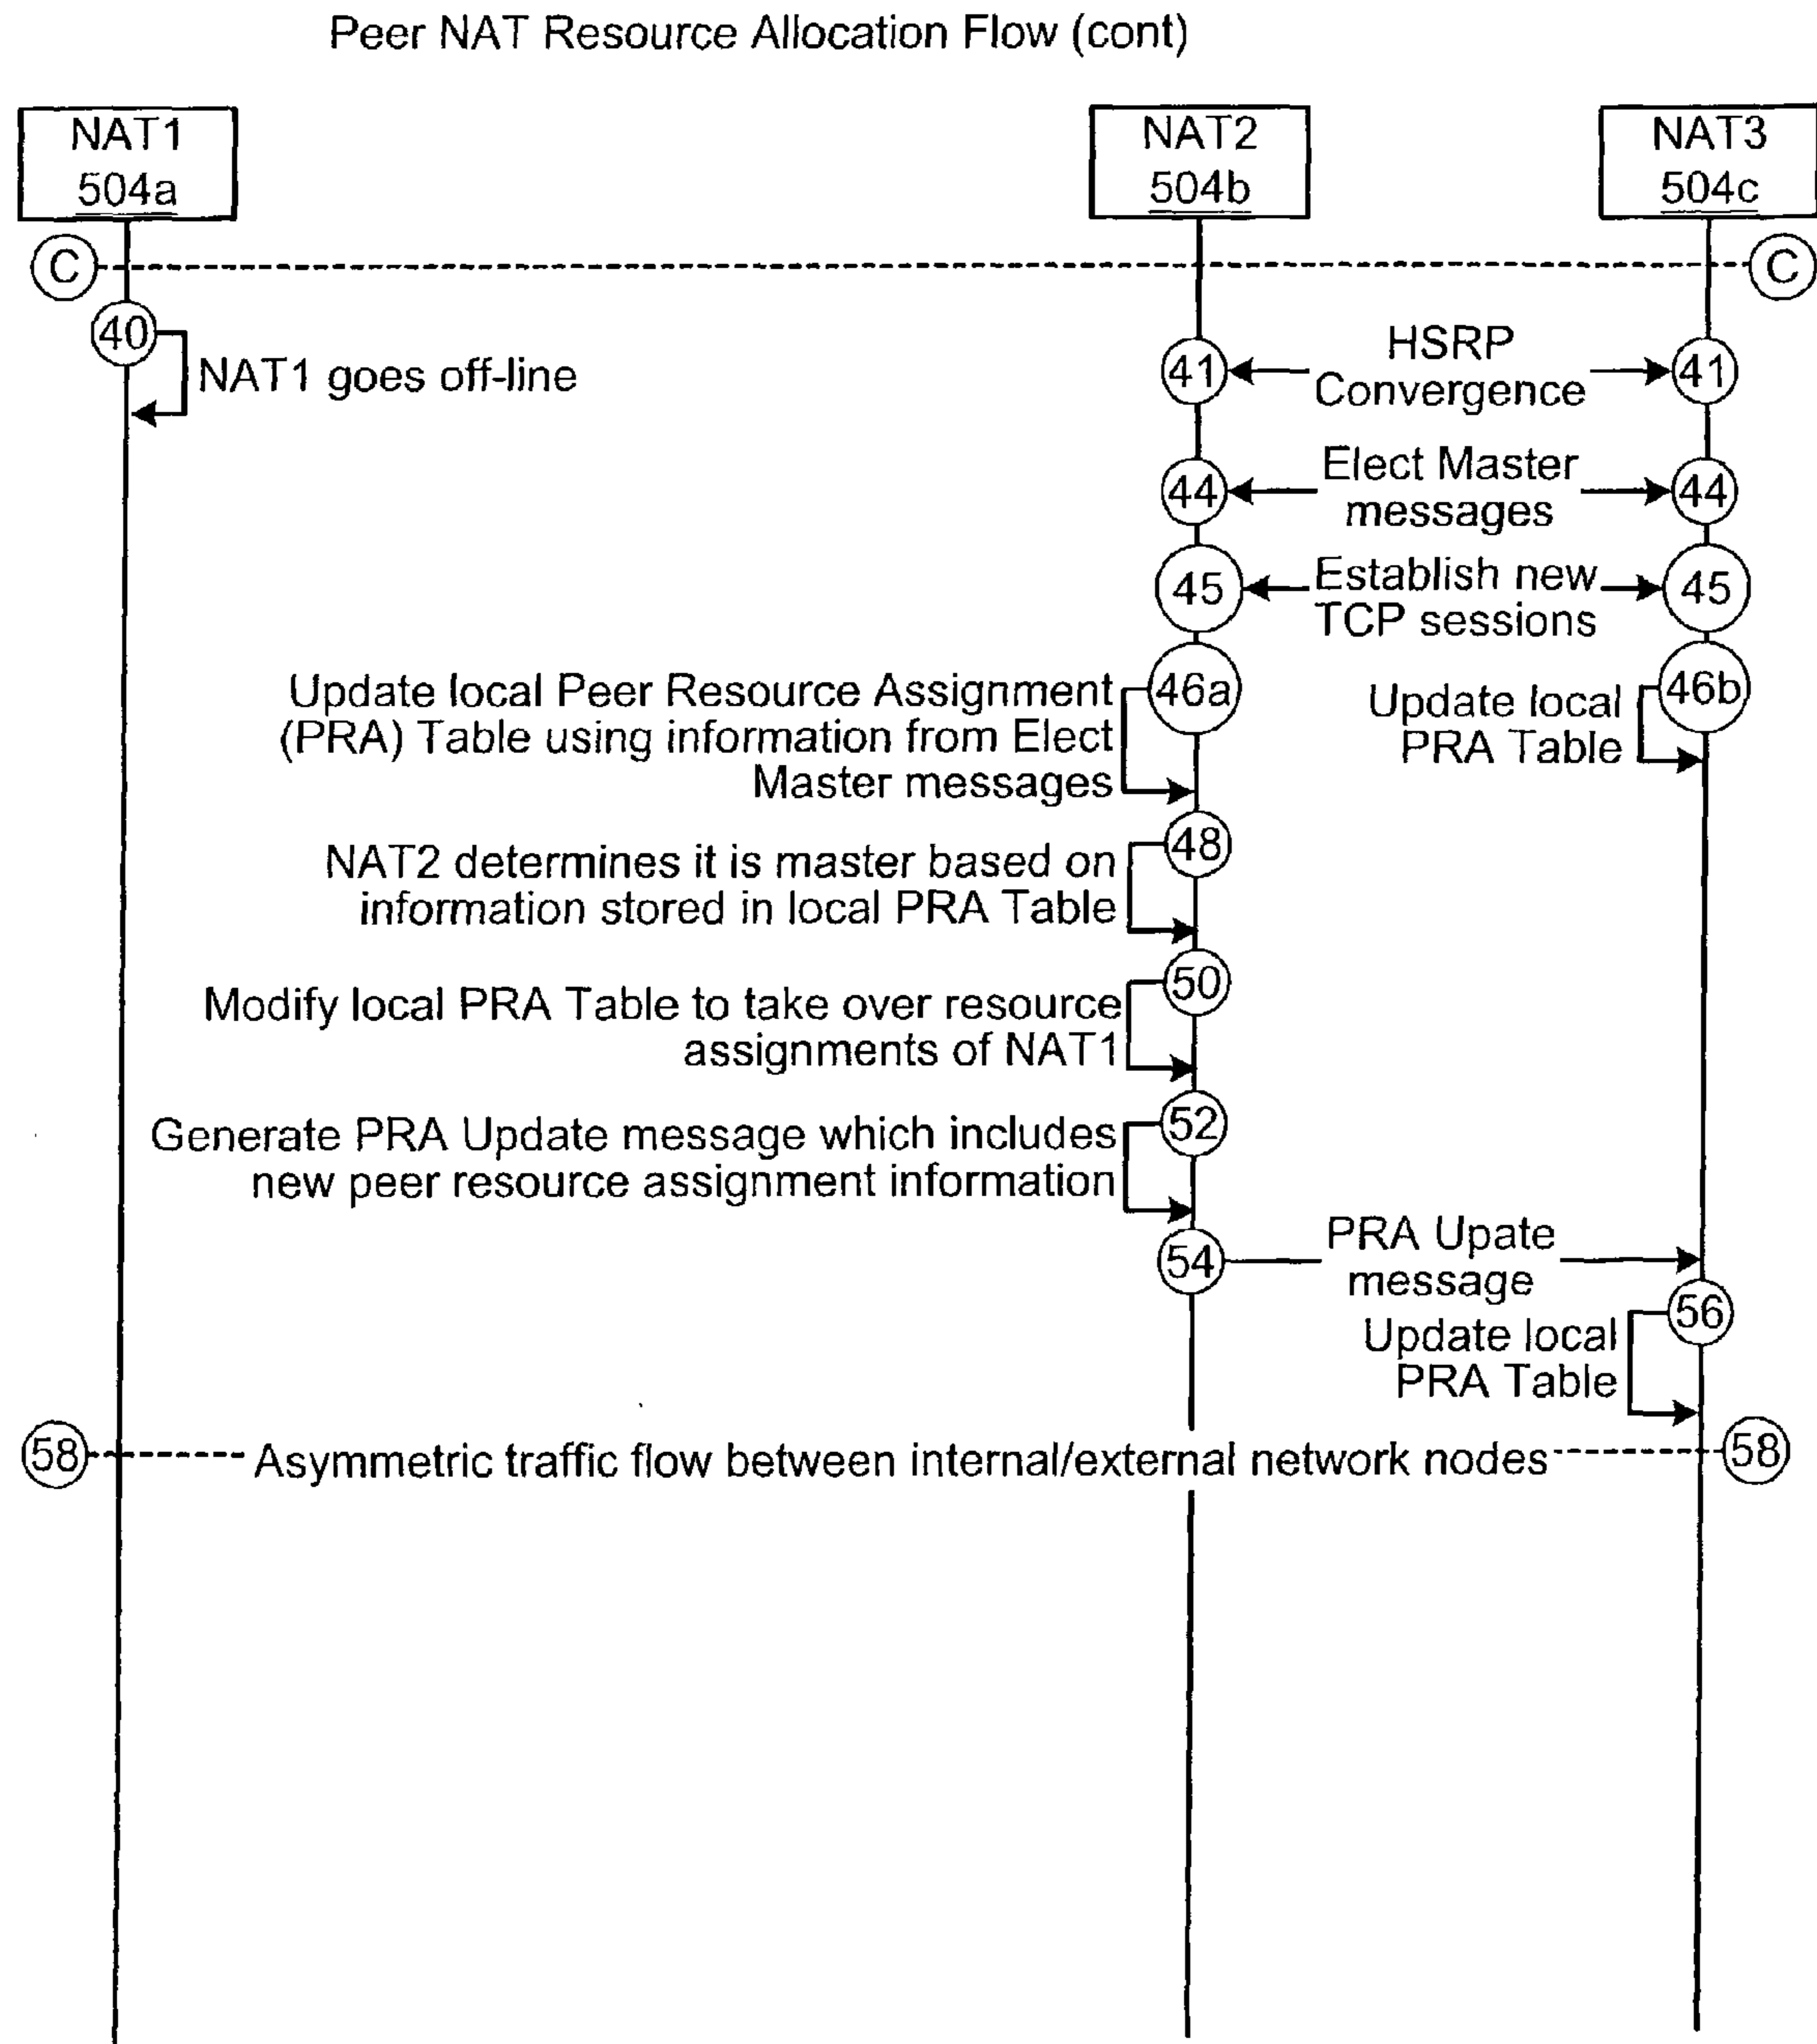 Peer NAT Resource Allocation Flow (cont)
NAT1
504a
NAT2
504b
NAT3
504c
C
C
40
NAT1 goes off-line
41
HSRP
Convergence
41
44
Elect Master
messages
44
45
Establish new
TCP sessions
45
Update local Peer Resource Assignment
(PRA) Table using information from Elect
Master messages
46a
Update local
PRA Table
46b
NAT2 determines it is master based on
information stored in local PRA Table
48
Modify local PRA Table to take over resource
assignments of NAT1
50
Generate PRA Update message which includes
new peer resource assignment information
52
54
PRA Upate
message
56
Update local
PRA Table
58
Asymmetric traffic flow between internal/external network nodes
58